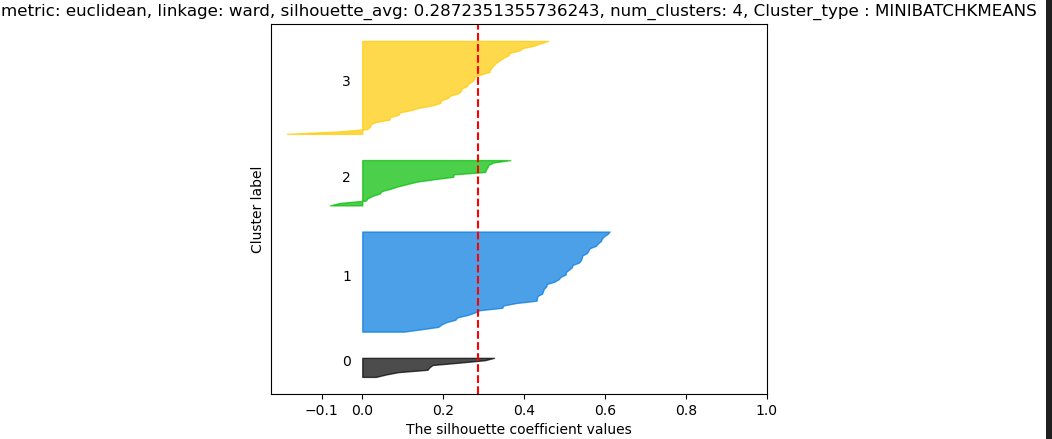 metric: euclidean, linkage: ward, silhouette_avg: 0.2872351355736243, num_clusters: 4, Cluster_type : MINIBATCHKMEANS
3
2
1
0
Cluster label
−0.1 0.0 0.2 0.4 0.6 0.8 1.0
The silhouette coefficient values